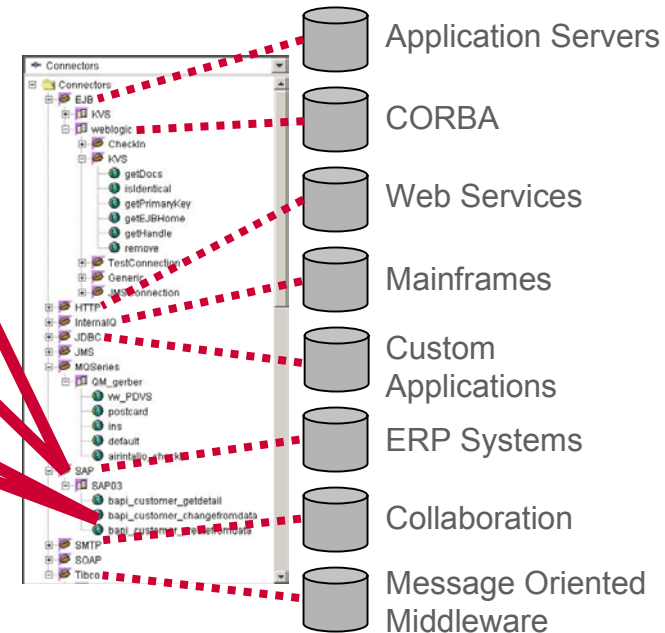 Connectors
Connectors
EJB
KVS
weblogic
CheckIn
KVS
getDocs
isIdentical
getPrimaryKey
getEJBHome
getHandle
remove
TestConnection
Generic
JMSConnection
HTTP
InternalQ
JDBC
JMS
MQSeries
QM_gerber
vw_PDVS
postcard
ins
default
SAP
SAP03
bapi_customer_getdetail
bapi_customer_changefromdata
SMTP
SOAP
Tibco
Application Servers
CORBA
Web Services
Mainframes
Custom
Applications
ERP Systems
Collaboration
Message Oriented
Middleware